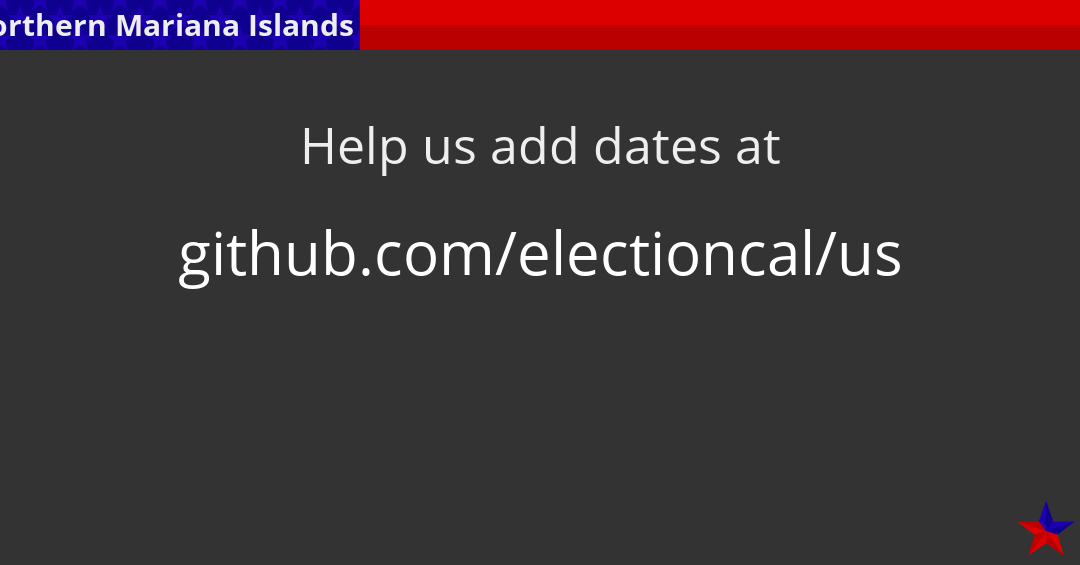 orthern Mariana Islands
Help us add dates at
github.com/electioncal/us